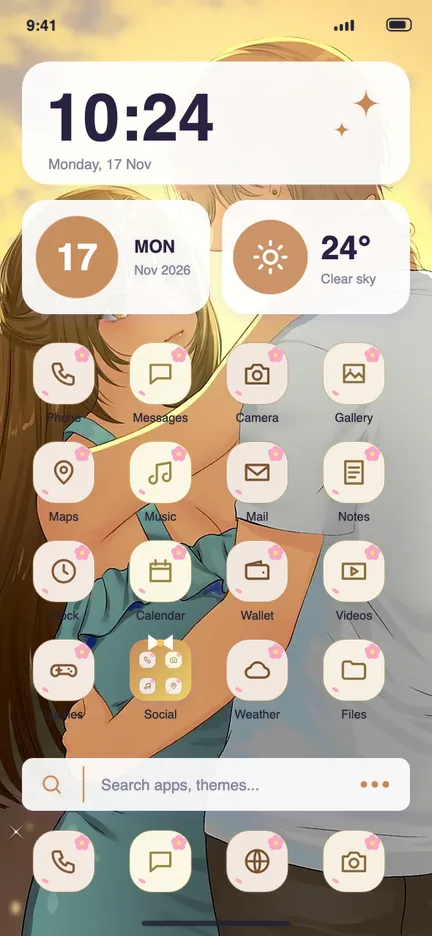 9:41
10:24
Monday, 17 Nov
17
MON
Nov 2026
24°
Clear sky
Phone Messages Camera Gallery
Maps Music Mail Notes
Calendar Wallet Videos
Social Weather Files
Search apps, themes...